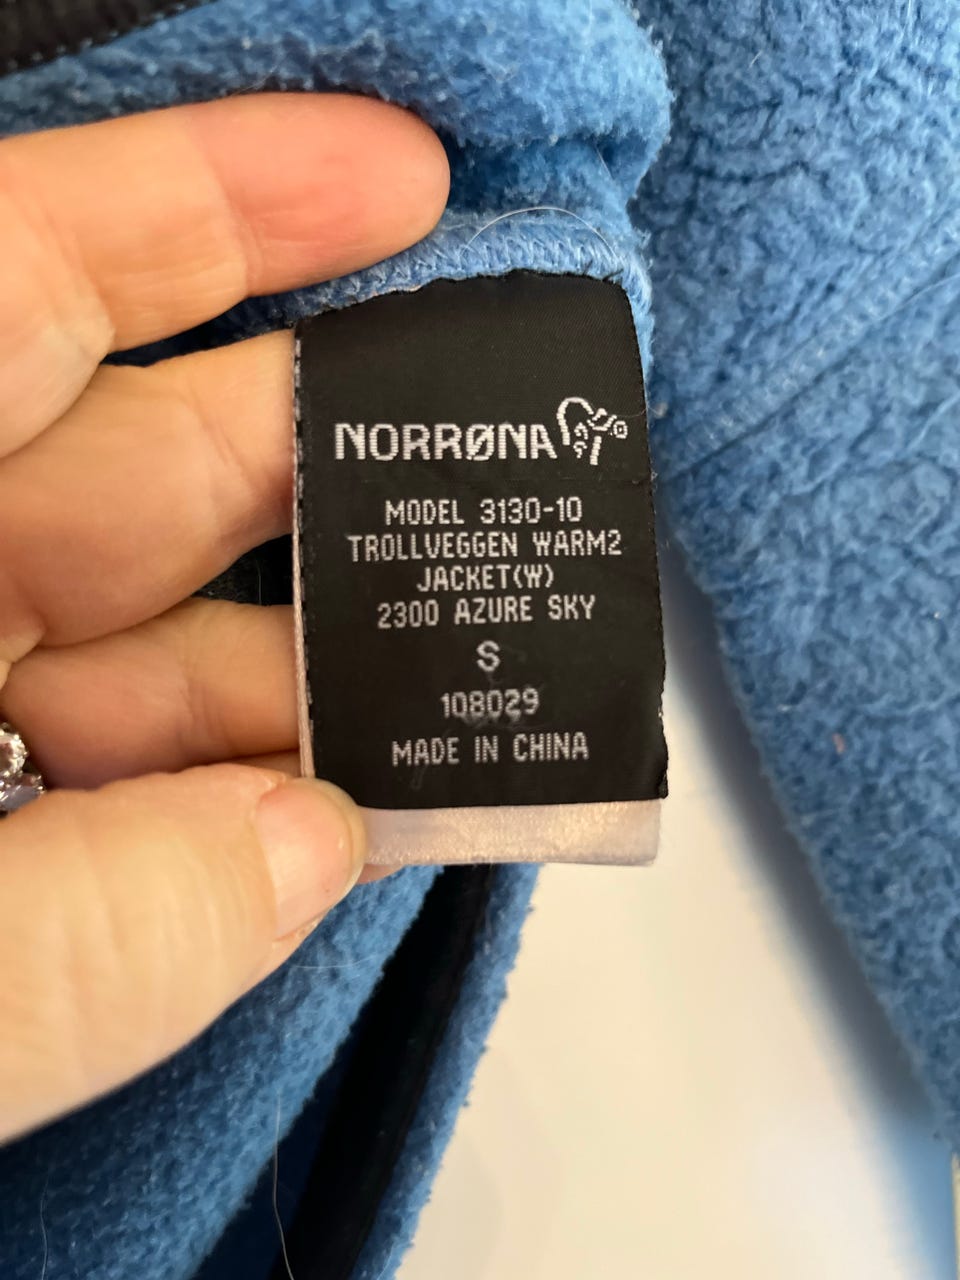 NORRØNA
MODEL 3130-10
TROLLVEGGEN WARM2
JACKET(W)
2300 AZURE SKY
S
108029
MADE IN CHINA